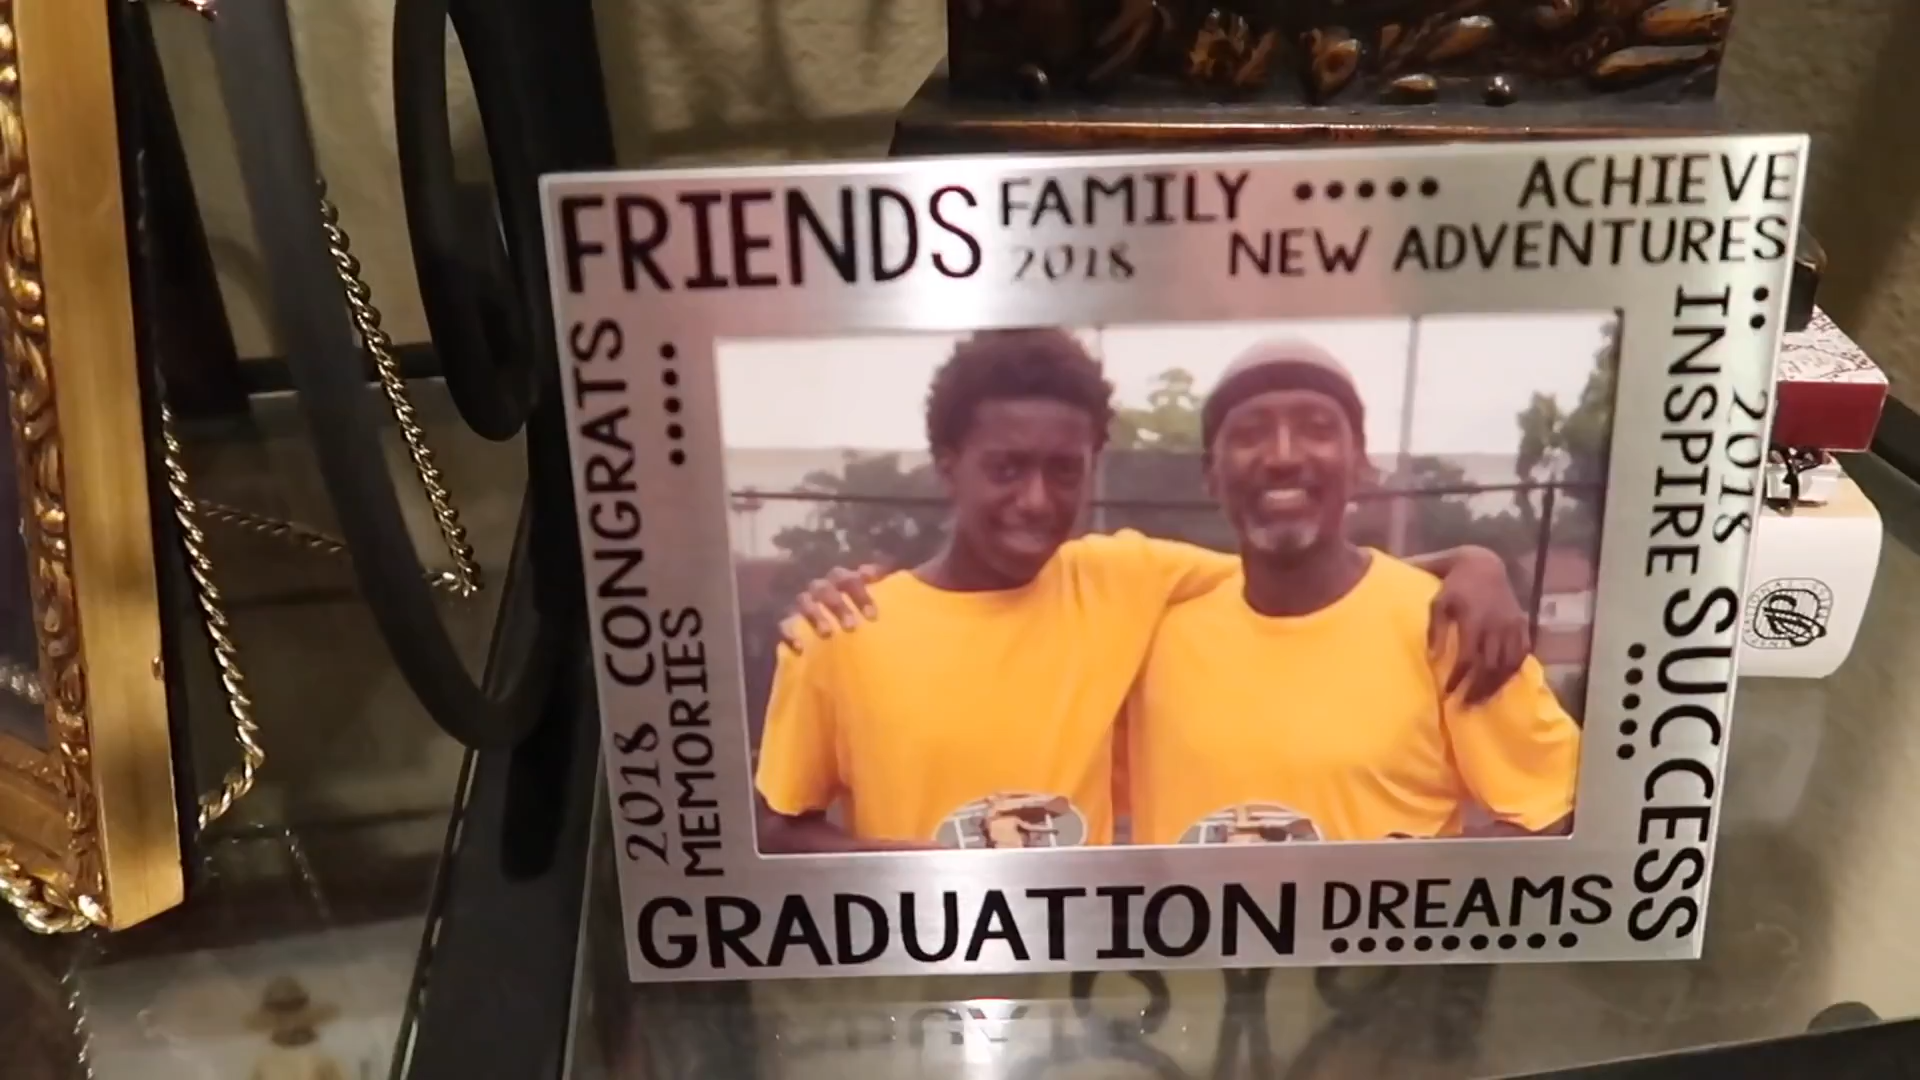 FRIENDS FAMILY ACHIEVE
2018 NEW ADVENTURES
INSPIRE 2018
SUCCESS
2018 CONGRATS
MEMORIES
GRADUATION DREAMS